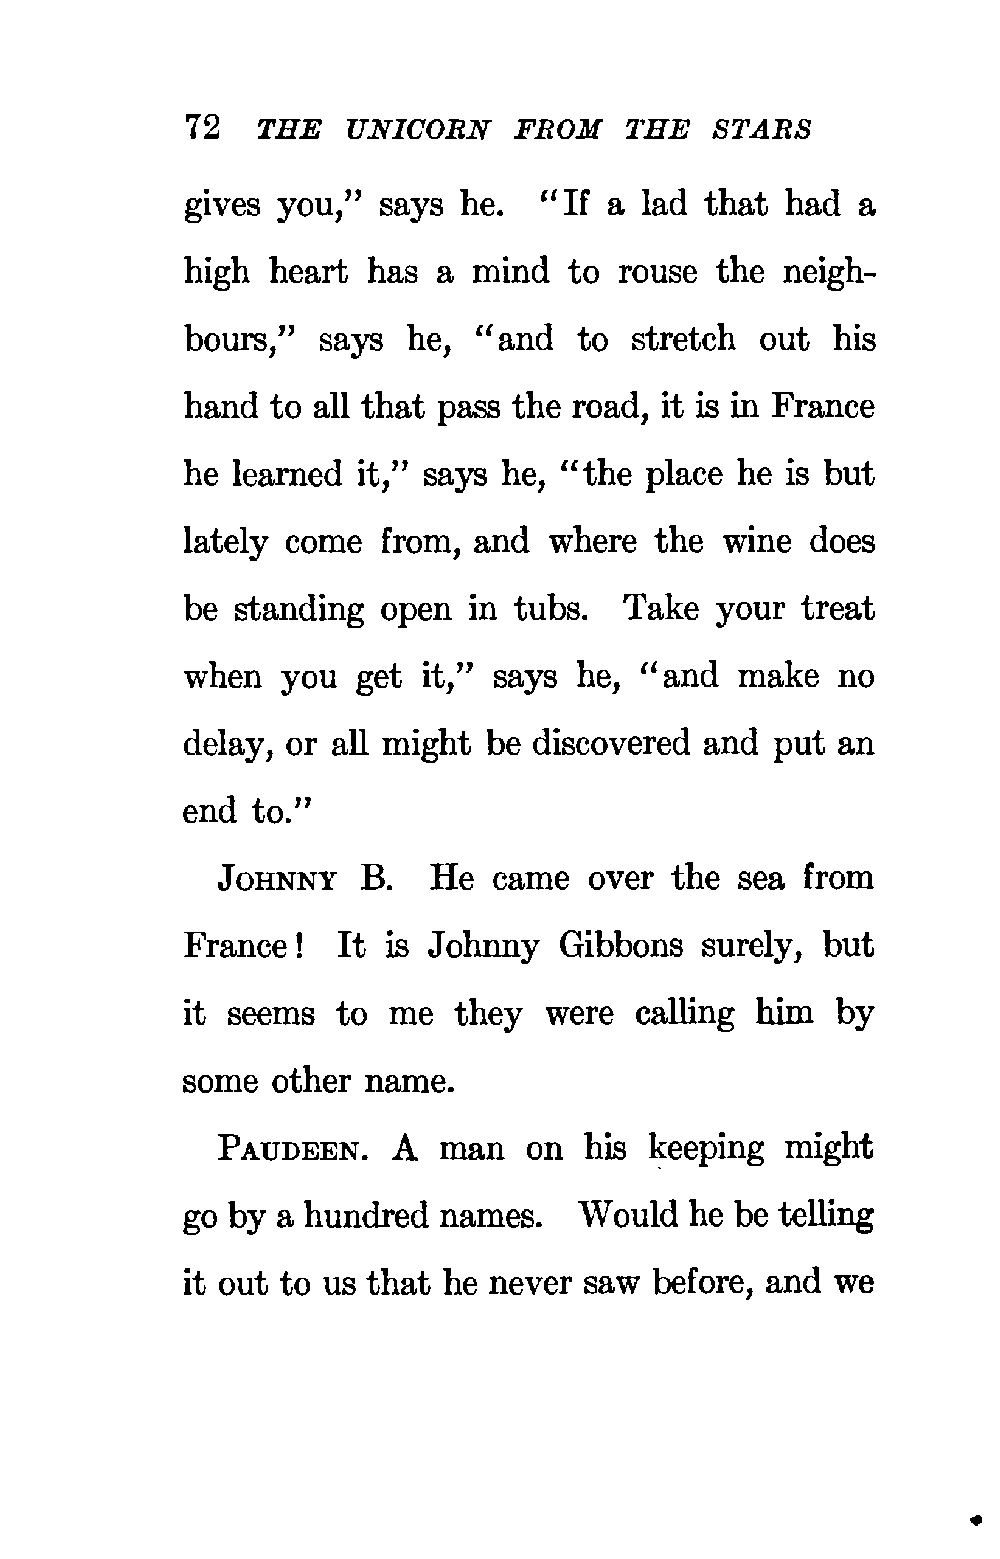 72 THE UNICORN FROM THE STARS
gives you," says he. "If a lad that had a
high heart has a mind to rouse the neigh-
bours," says he, "and to stretch out his
hand to all that pass the road, it is in France
he learned it," says he, "the place he is but
lately come from, and where the wine does
be standing open in tubs. Take your treat
when you get it," says he, "and make no
delay, or all might be discovered and put an
end to."
JOHNNY B. He came over the sea from
France! It is Johnny Gibbons surely, but
it seems to me they were calling him by
some other name.
PAUDEEN. A man on his keeping might
go by a hundred names. Would he be telling
it out to us that he never saw before, and we